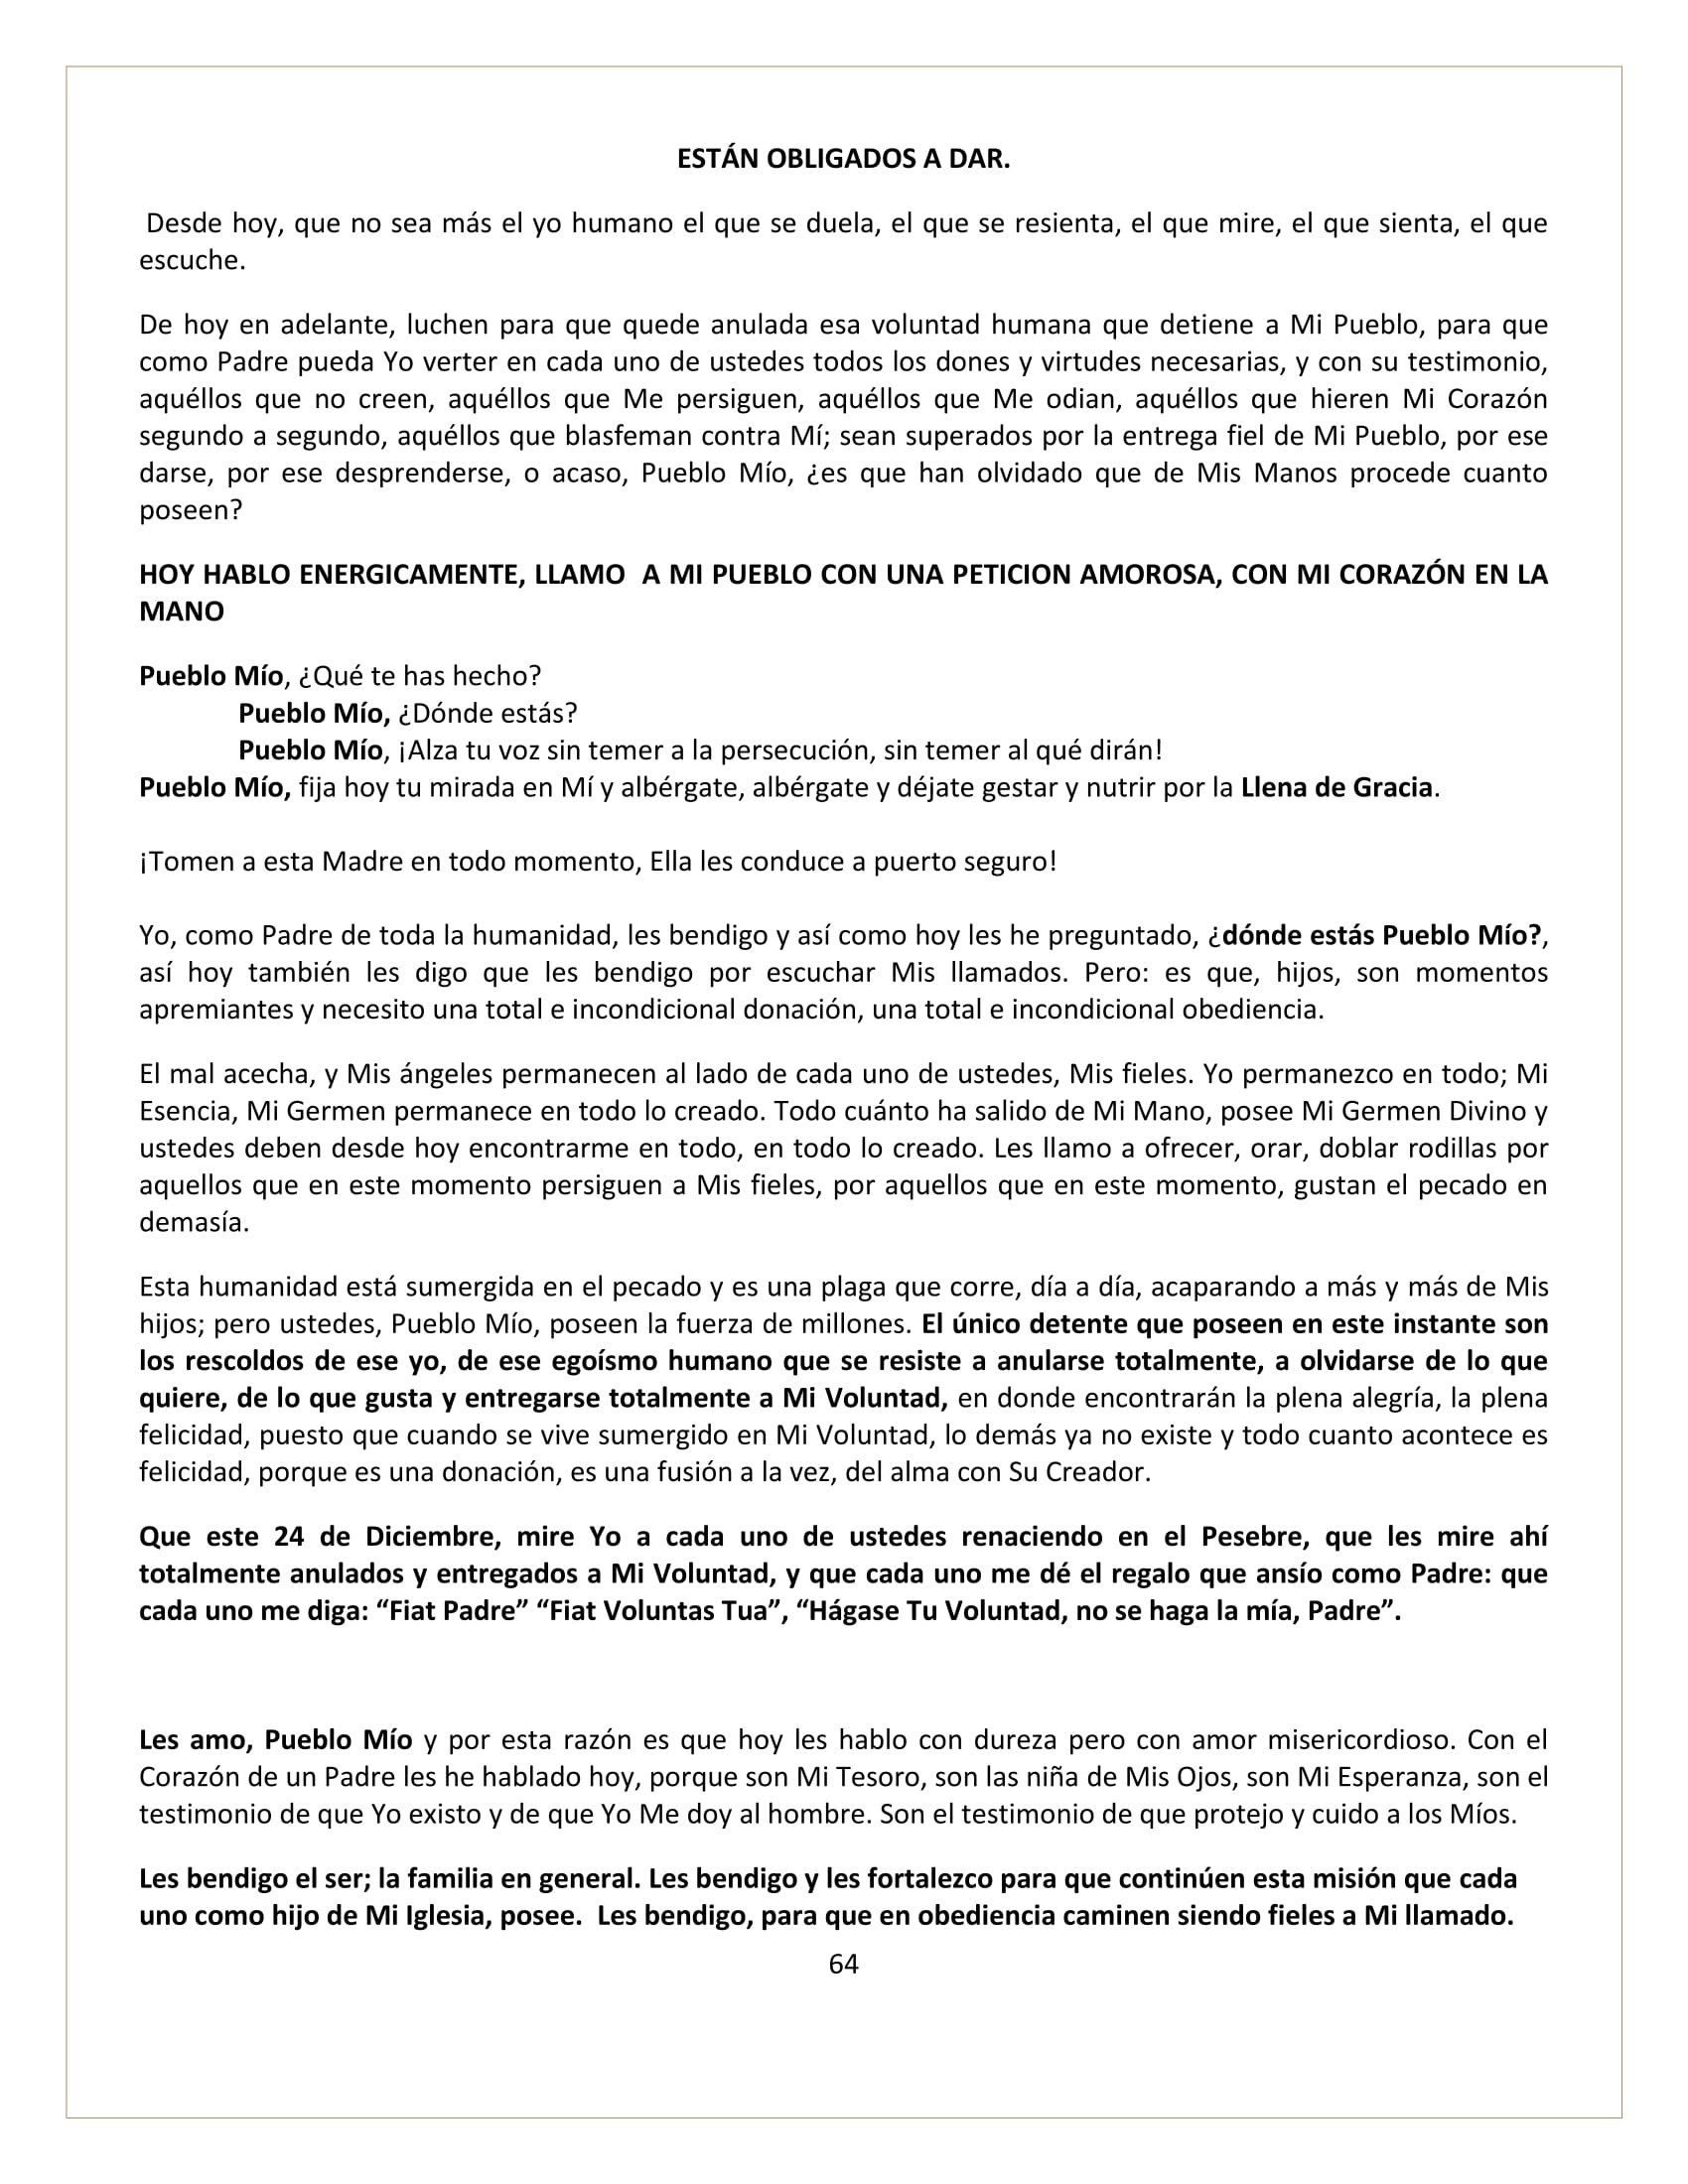 ESTÁN OBLIGADOS A DAR.
Desde hoy, que no sea más el yo humano el que se duela, el que se resienta, el que mire, el que sienta, el que
escuche.
De hoy en adelante, luchen para que quede anulada esa voluntad humana que detiene a Mi Pueblo, para que
como Padre pueda Yo verter en cada uno de ustedes todos los dones y virtudes necesarias, y con su testimonio,
aquéllos que no creen, aquéllos que Me persiguen, aquéllos que Me odian, aquéllos que hieren Mi Corazón
segundo a segundo, aquéllos que blasfeman contra Mí; sean superados por la entrega fiel de Mi Pueblo, por ese
darse, por ese desprenderse, o acaso, Pueblo Mío, ¿es que han olvidado que de Mis Manos procede cuanto
poseen?
HOY HABLO ENERGICAMENTE, LLAMO  A MI PUEBLO CON UNA PETICION AMOROSA, CON MI CORAZÓN EN LA
MANO
Pueblo Mío, ¿Qué te has hecho?
Pueblo Mío, ¿Dónde estás?
Pueblo Mío, ¡Alza tu voz sin temer a la persecución, sin temer al qué dirán!
Pueblo Mío, fija hoy tu mirada en Mí y albérgate, albérgate y déjate gestar y nutrir por la Llena de Gracia.
¡Tomen a esta Madre en todo momento, Ella les conduce a puerto seguro!
Yo, como Padre de toda la humanidad, les bendigo y así como hoy les he preguntado, ¿dónde estás Pueblo Mío?,
así hoy también les digo que les bendigo por escuchar Mis llamados. Pero: es que, hijos, son momentos
apremiantes y necesito una total e incondicional donación, una total e incondicional obediencia.
El mal acecha, y Mis ángeles permanecen al lado de cada uno de ustedes, Mis fieles. Yo permanezco en todo; Mi
Esencia, Mi Germen permanece en todo lo creado. Todo cuánto ha salido de Mi Mano, posee Mi Germen Divino y
ustedes deben desde hoy encontrarme en todo, en todo lo creado. Les llamo a ofrecer, orar, doblar rodillas por
aquellos que en este momento persiguen a Mis fieles, por aquellos que en este momento, gustan el pecado en
demasía.
Esta humanidad está sumergida en el pecado y es una plaga que corre, día a día, acaparando a más y más de Mis
hijos; pero ustedes, Pueblo Mío, poseen la fuerza de millones. El único detente que poseen en este instante son
los rescoldos de ese yo, de ese egoísmo humano que se resiste a anularse totalmente, a olvidarse de lo que
quiere, de lo que gusta y entregarse totalmente a Mi Voluntad, en donde encontrarán la plena alegría, la plena
felicidad, puesto que cuando se vive sumergido en Mi Voluntad, lo demás ya no existe y todo cuanto acontece es
felicidad, porque es una donación, es una fusión a la vez, del alma con Su Creador.
Que este 24 de Diciembre, mire Yo a cada uno de ustedes renaciendo en el Pesebre, que les mire ahí
totalmente anulados y entregados a Mi Voluntad, y que cada uno me dé el regalo que ansío como Padre: que
cada uno me diga: “Fiat Padre” “Fiat Voluntas Tua”, “Hágase Tu Voluntad, no se haga la mía, Padre”.
Les amo, Pueblo Mío y por esta razón es que hoy les hablo con dureza pero con amor misericordioso. Con el
Corazón de un Padre les he hablado hoy, porque son Mi Tesoro, son las niña de Mis Ojos, son Mi Esperanza, son el
testimonio de que Yo existo y de que Yo Me doy al hombre. Son el testimonio de que protejo y cuido a los Míos.
Les bendigo el ser; la familia en general. Les bendigo y les fortalezco para que continúen esta misión que cada
uno como hijo de Mi Iglesia, posee.  Les bendigo, para que en obediencia caminen siendo fieles a Mi llamado.
64